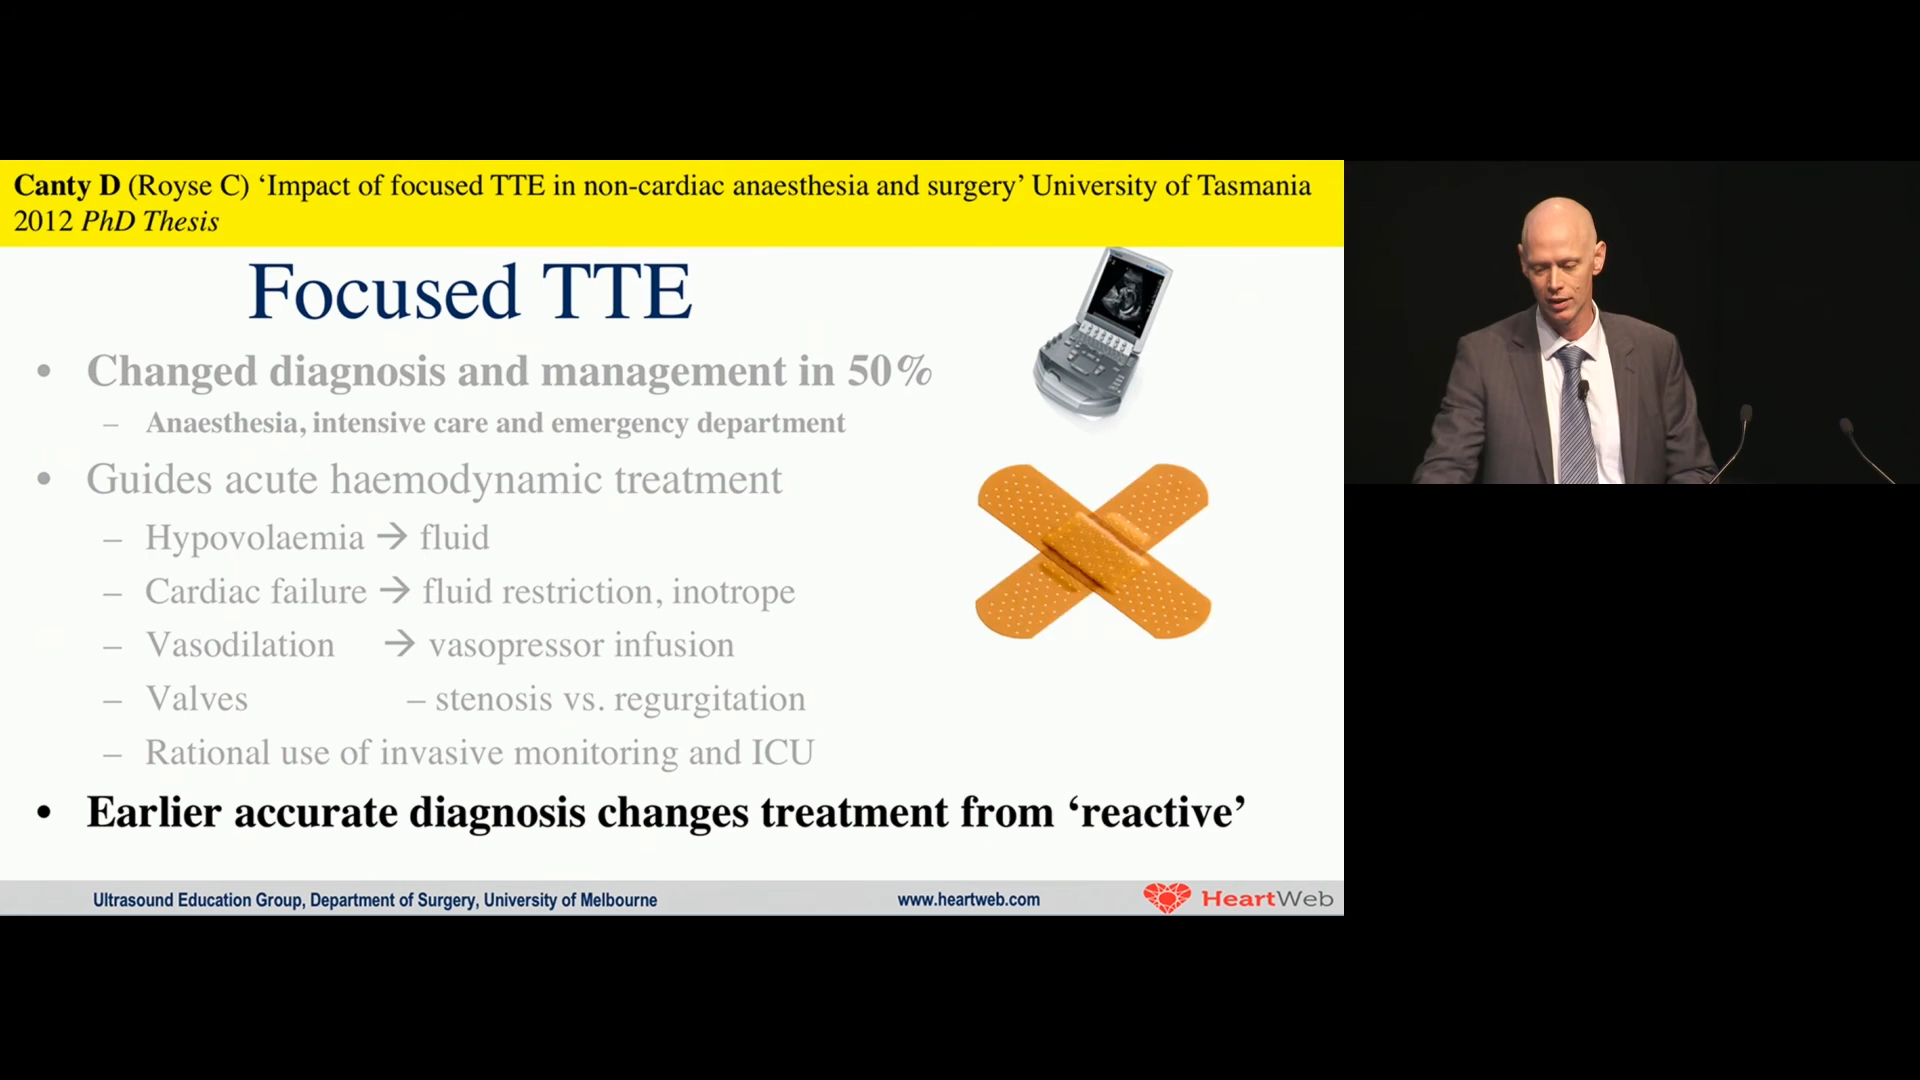 Canty D (Royse C) ‘Impact of focused TTE in non-cardiac anaesthesia and surgery’ University of Tasmania
2012 PhD Thesis
Focused TTE
• Changed diagnosis and management in 50%
– Anaesthesia, intensive care and emergency department
• Guides acute haemodynamic treatment
– Hypovolaemia → fluid
– Cardiac failure → fluid restriction, inotrope
– Vasodilation → vasopressor infusion
– Valves – stenosis vs. regurgitation
– Rational use of invasive monitoring and ICU
• Earlier accurate diagnosis changes treatment from ‘reactive’
Ultrasound Education Group, Department of Surgery, University of Melbourne www.heartweb.com HeartWeb